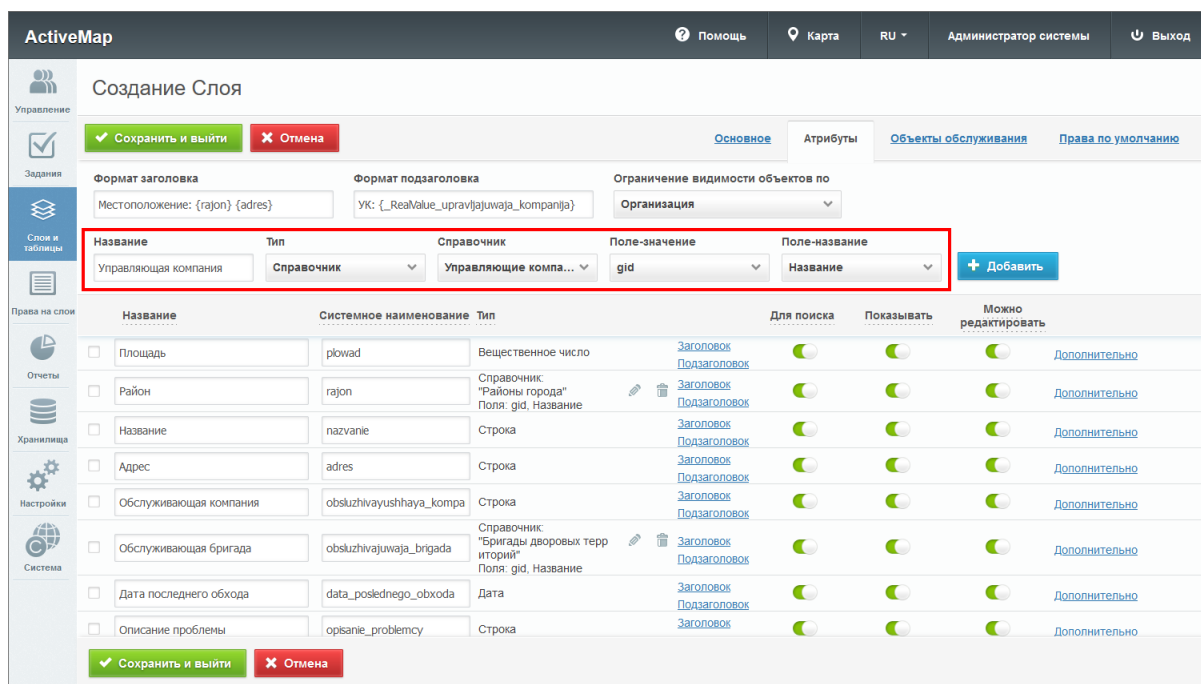 ActiveMap
Помощь
Карта
RU
Администратор системы
Выход
Управление
Задания
Слои и
таблицы
Права на слои
Отчеты
Хранилища
Настройки
Система
Создание Слоя
Сохранить и выйти
Отмена
Основное
Атрибуты
Объекты обслуживания
Права по умолчанию
Формат заголовка
Формат подзаголовка
Ограничение видимости объектов по
Местоположение: {rajon} {adres}
УК: {_RealValue_upravljajuwaja_kompanija}
Организация
Название
Тип
Справочник
Поле-значение
Поле-название
Управляющая компания
Справочник
Управляющие компа...
gid
Название
Добавить
Название
Системное наименование
Тип
Для поиска
Показывать
Можно
редактировать
Площадь
plowad
Вещественное число
Заголовок
Подзаголовок
Дополнительно
Район
rajon
Справочник:
"Районы города"
Поля: gid, Название
Заголовок
Подзаголовок
Дополнительно
Название
nazvanie
Строка
Заголовок
Подзаголовок
Дополнительно
Адрес
adres
Строка
Заголовок
Подзаголовок
Дополнительно
Обслуживающая компания
obsluzhivayushhaya_kompa
Строка
Заголовок
Подзаголовок
Дополнительно
Обслуживающая бригада
obsluzhivajuwaja_brigada
Справочник:
"Бригады дворовых терр
иторий"
Поля: gid, Название
Заголовок
Подзаголовок
Дополнительно
Дата последнего обхода
data_poslednego_obxoda
Дата
Заголовок
Подзаголовок
Дополнительно
Описание проблемы
opisanie_problemcy
Строка
Заголовок
Дополнительно
Сохранить и выйти
Отмена